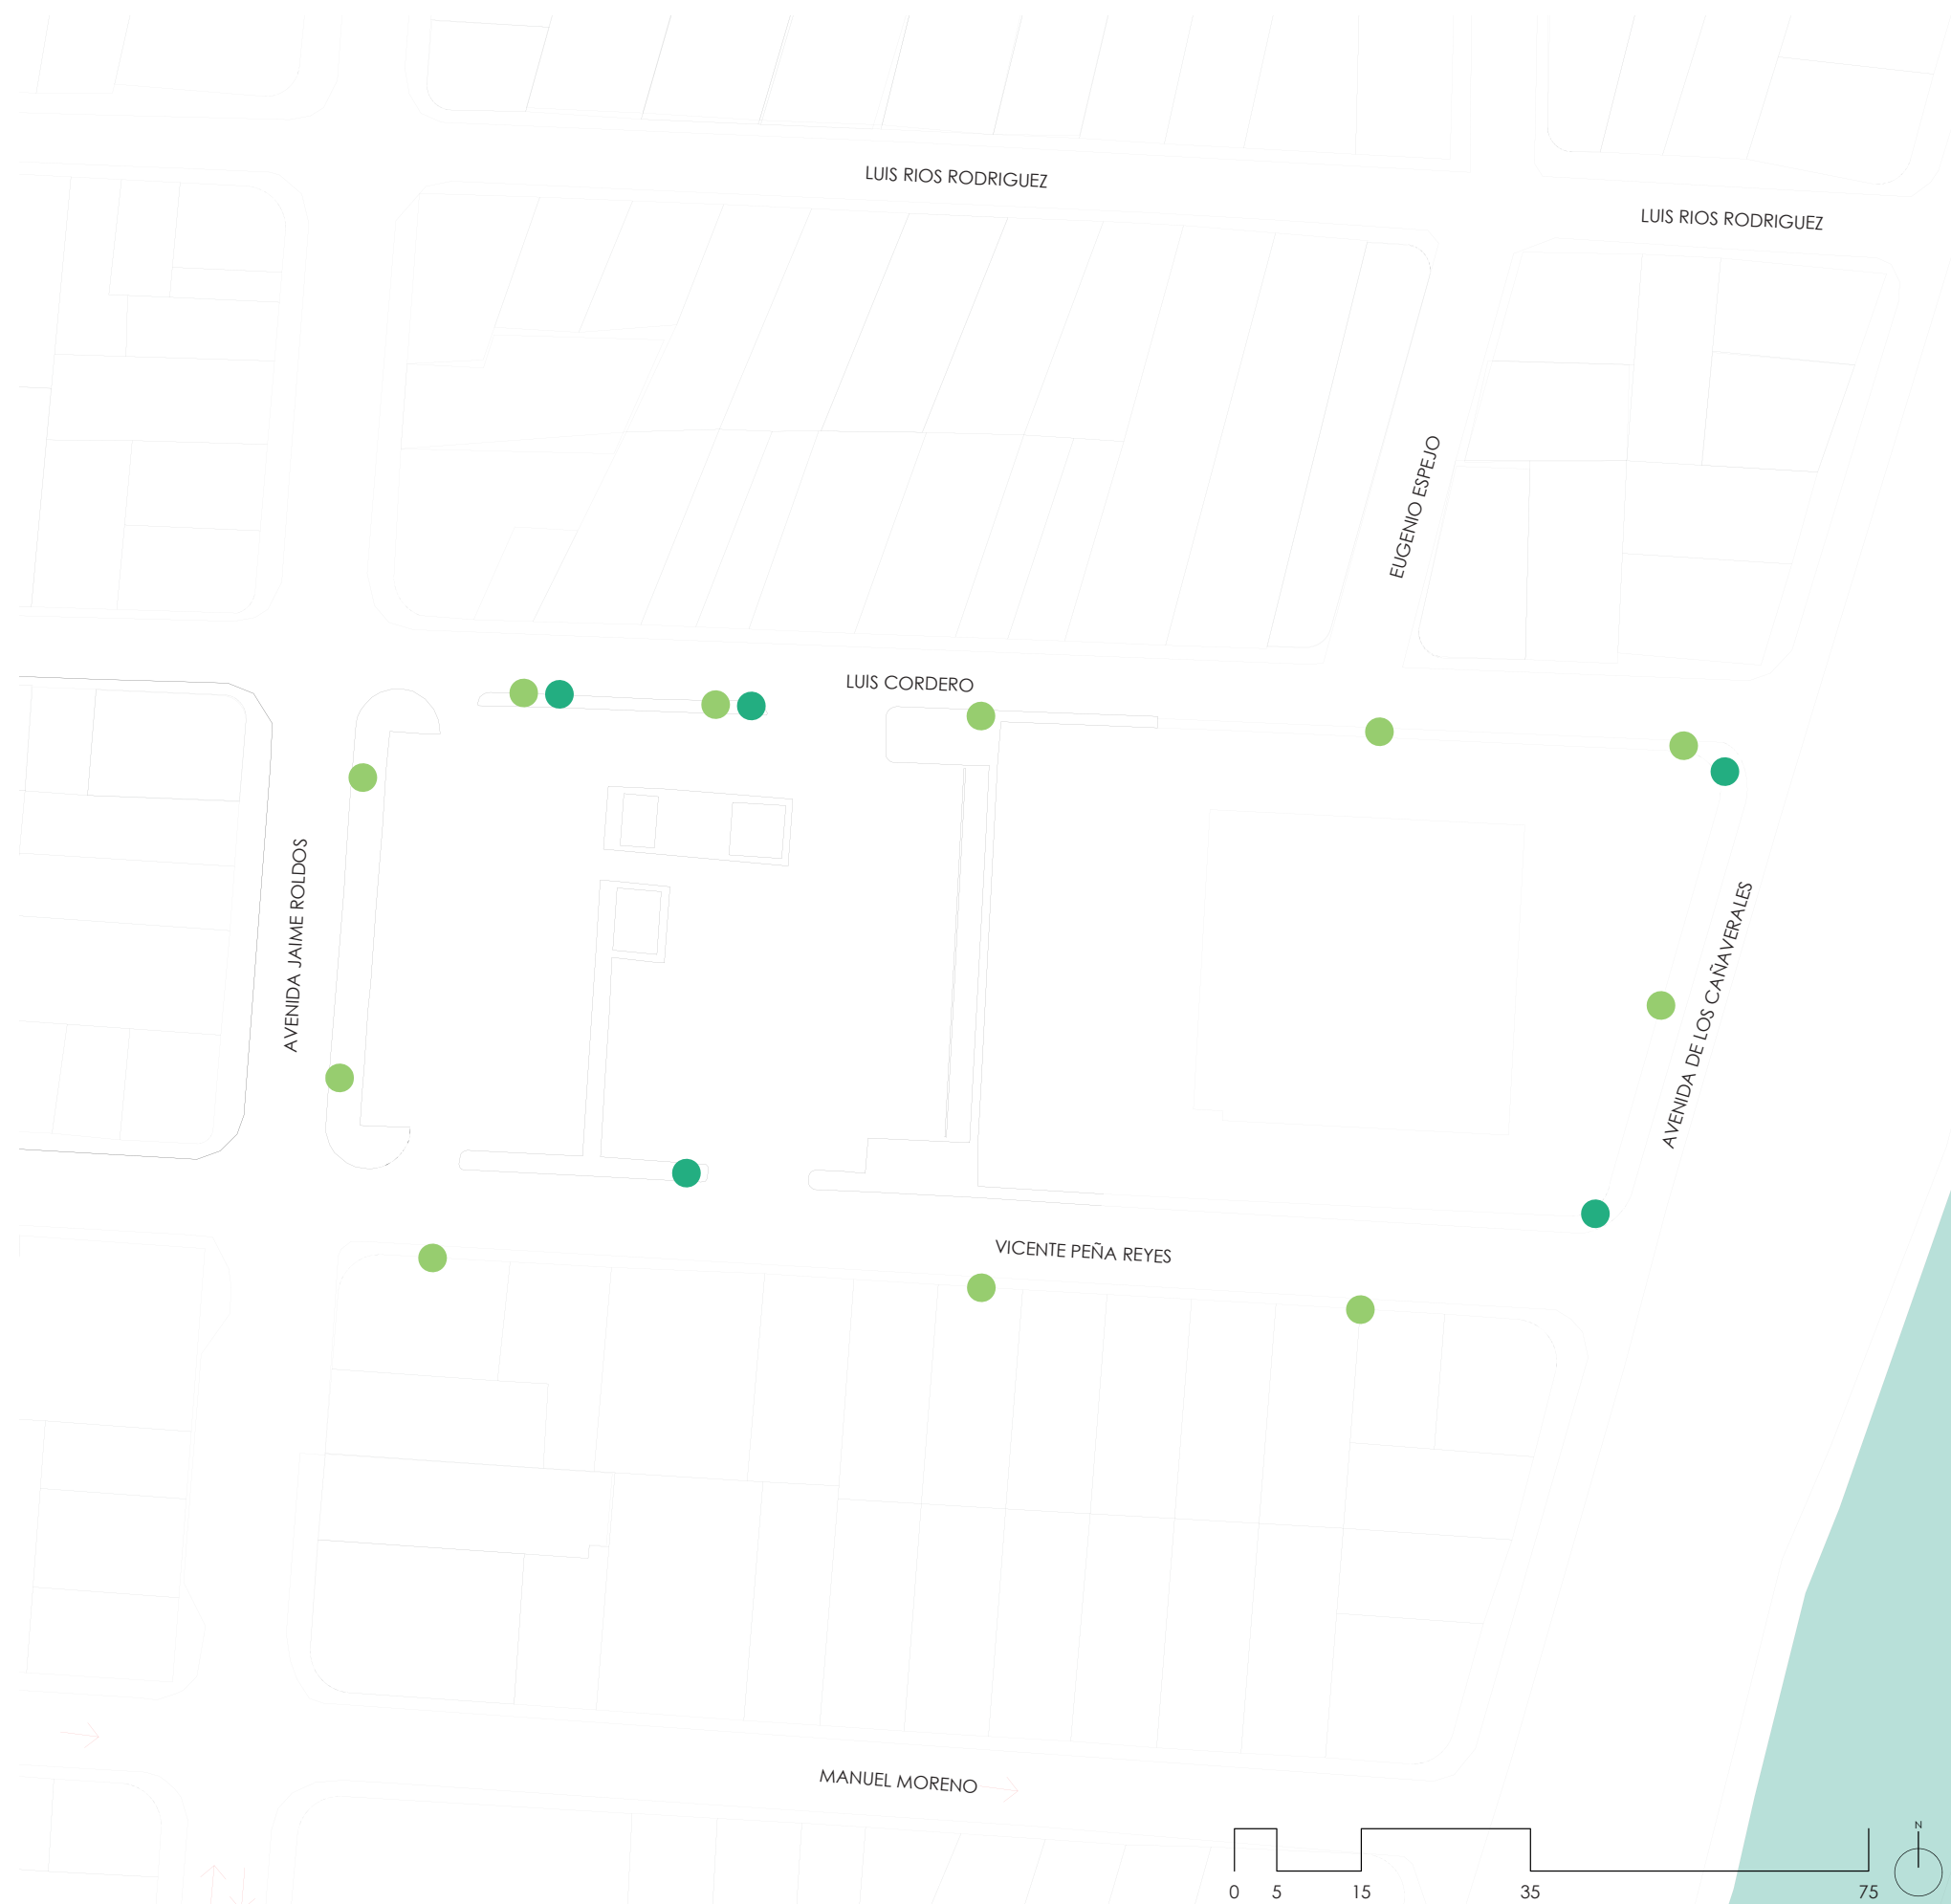 LUIS RIOS RODRIGUEZ
LUIS RIOS RODRIGUEZ
EUGENIO ESPEJO
LUIS CORDERO
AVENIDA JAIME ROLDOS
AVENIDA DE LOS CAÑAVERALES
VICENTE PEÑA REYES
MANUEL MORENO
N
0 5 15 35 75